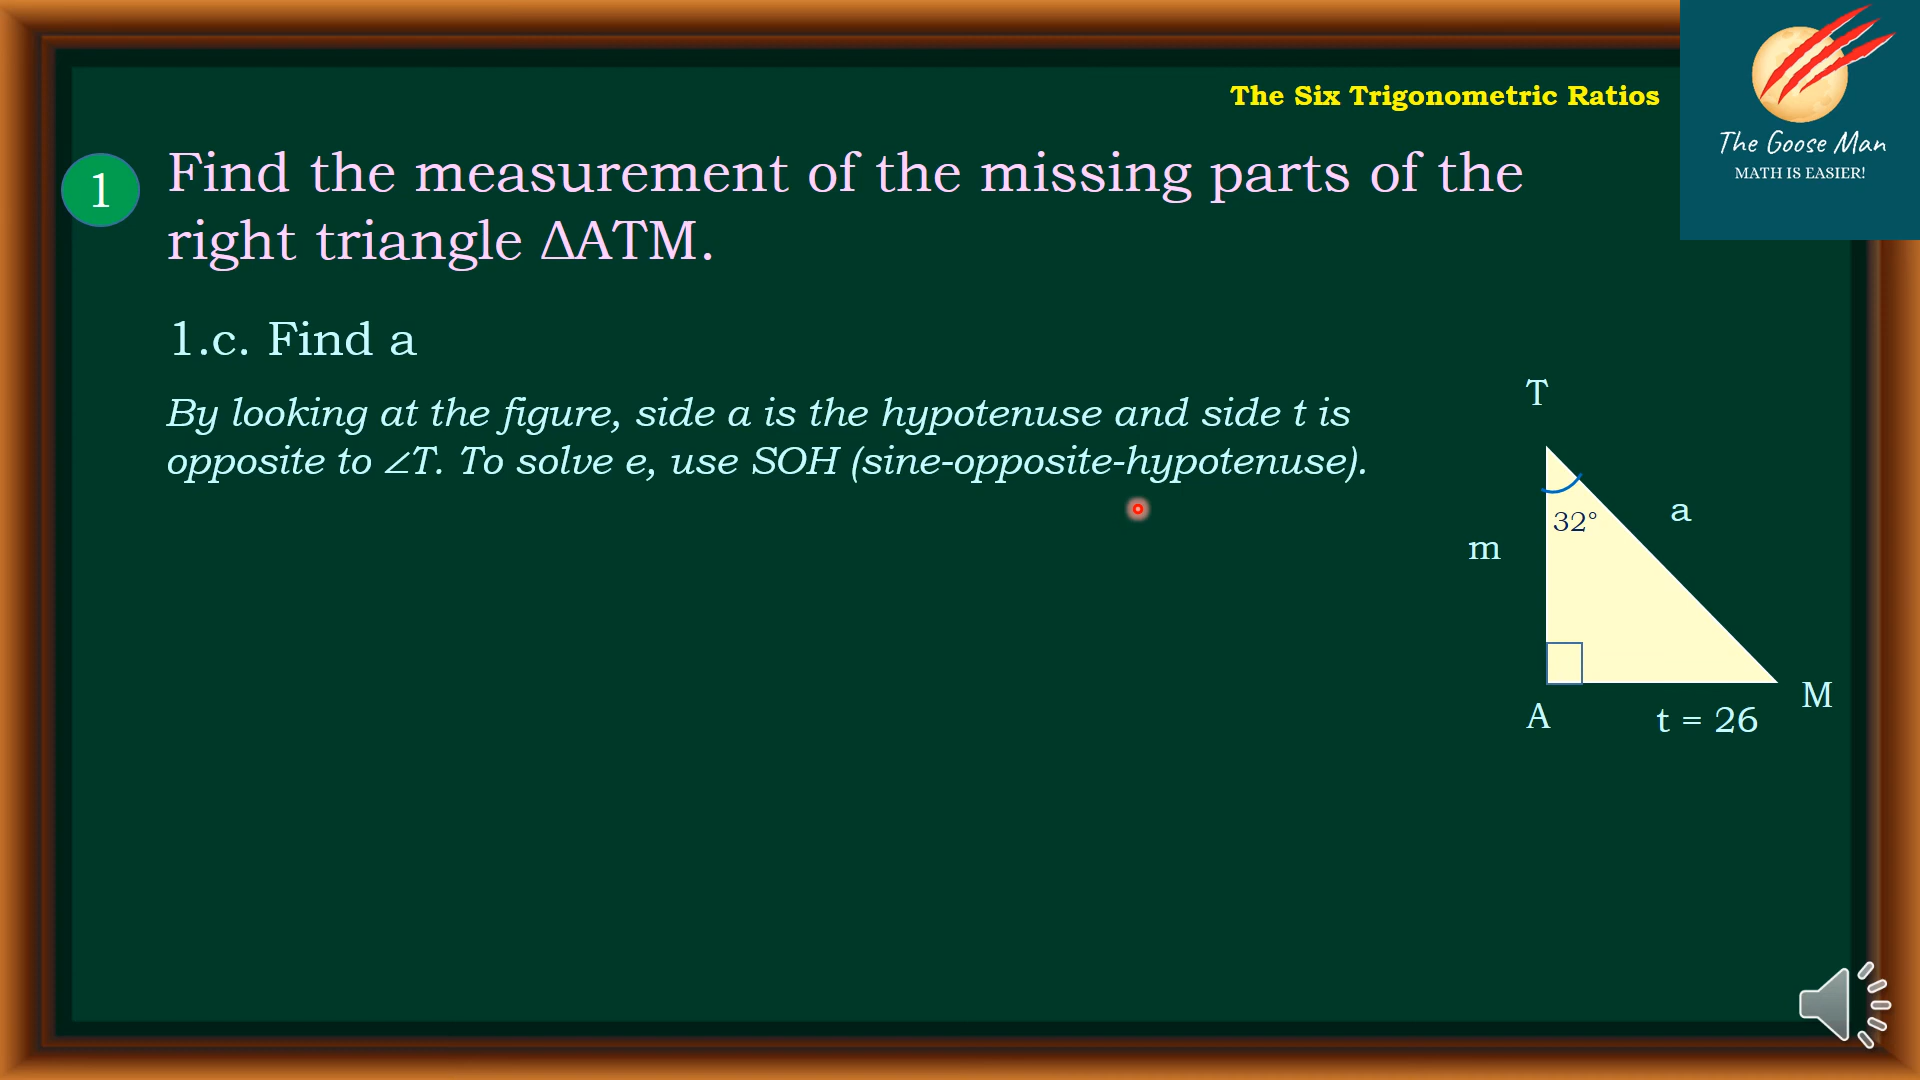 The Six Trigonometric Ratios
The Goose Man
MATH IS EASIER!
1
Find the measurement of the missing parts of the
right triangle ΔATM.
1.c. Find a
By looking at the figure, side a is the hypotenuse and side t is
opposite to ∠T. To solve e, use SOH (sine-opposite-hypotenuse).
T
32°
a
m
A
t = 26
M